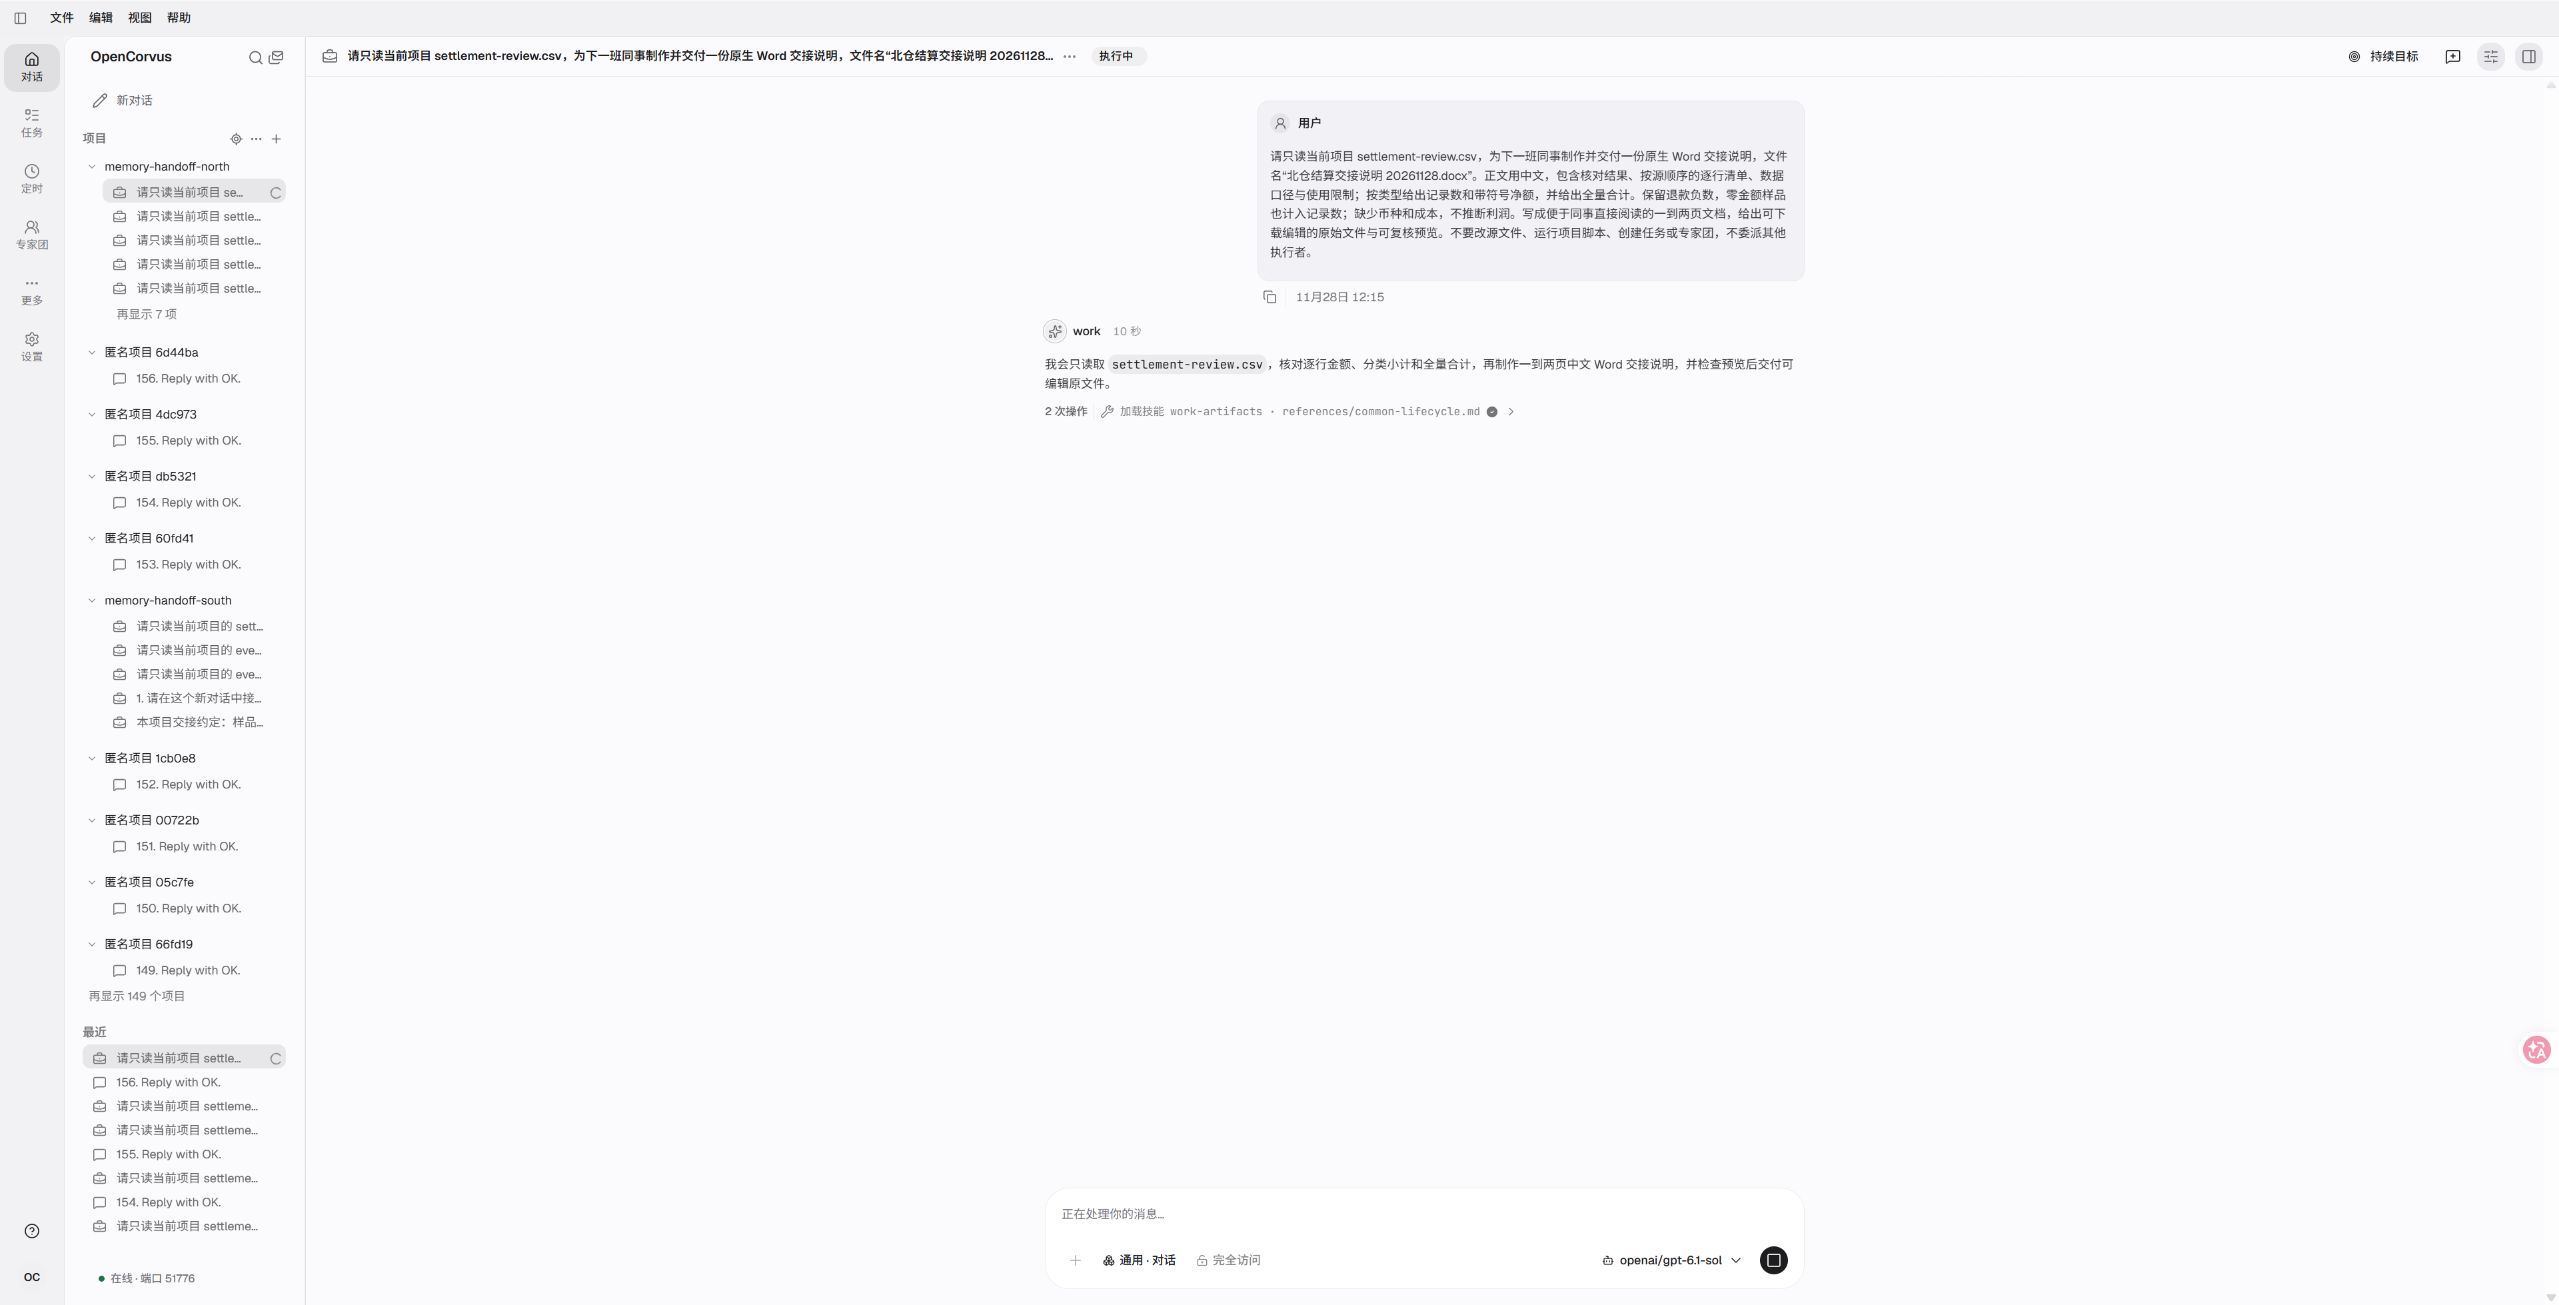 文件 编辑 视图 帮助
对话
任务
定时
专家团
更多
设置
OC
OpenCorvus
新对话
项目
memory-handoff-north
请只读当前项目 se...
请只读当前项目 settle...
请只读当前项目 settle...
请只读当前项目 settle...
请只读当前项目 settle...
再显示 7 项
匿名项目 6d44ba
156. Reply with OK.
匿名项目 4dc973
155. Reply with OK.
匿名项目 db5321
154. Reply with OK.
匿名项目 60fd41
153. Reply with OK.
memory-handoff-south
请只读当前项目的 sett...
请只读当前项目的 eve...
请只读当前项目的 eve...
1. 请在这个新对话中接...
本项目交接约定：样品...
匿名项目 1cb0e8
152. Reply with OK.
匿名项目 00722b
151. Reply with OK.
匿名项目 05c7fe
150. Reply with OK.
匿名项目 66fd19
149. Reply with OK.
再显示 149 个项目
最近
请只读当前项目 settle...
156. Reply with OK.
请只读当前项目 settleme...
请只读当前项目 settleme...
155. Reply with OK.
请只读当前项目 settleme...
154. Reply with OK.
请只读当前项目 settleme...
在线 · 端口 51776
请只读当前项目 settlement-review.csv，为下一班同事制作并交付一份原生 Word 交接说明，文件名“北仓结算交接说明 20261128... ··· 执行中
持续目标
用户
请只读当前项目 settlement-review.csv，为下一班同事制作并交付一份原生 Word 交接说明，文件
名“北仓结算交接说明 20261128.docx”。正文用中文，包含核对结果、按源顺序的逐行清单、数据
口径与使用限制；按类型给出记录数和带符号净额，并给出全量合计。保留退款负数，零金额样品
也计入记录数；缺少币种和成本，不推断利润。写成便于同事直接阅读的一到两页文档，给出可下
载编辑的原始文件与可复核预览。不要改源文件、运行项目脚本、创建任务或专家团，不委派其他
执行者。
11月28日 12:15
work 10 秒
我会只读取 settlement-review.csv，核对逐行金额、分类小计和全量合计，再制作一到两页中文 Word 交接说明，并检查预览后交付可
编辑原文件。
2 次操作 加载技能 work-artifacts · references/common-lifecycle.md
正在处理你的消息...
通用 · 对话 完全访问 openai/gpt-6.1-sol